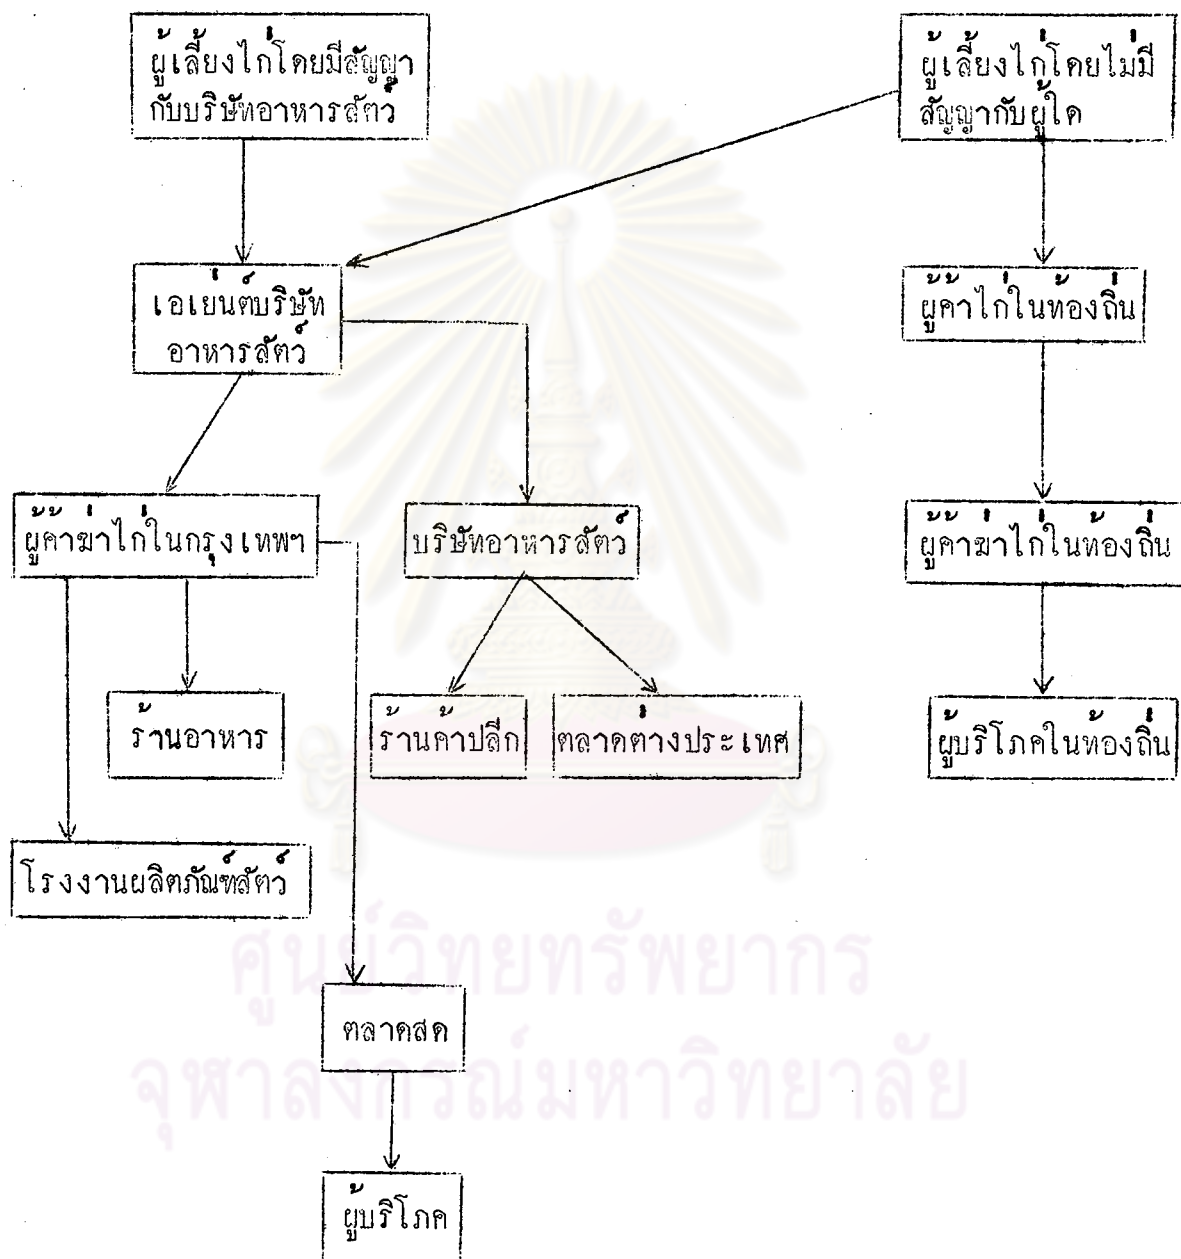 ผู้เลี้ยงไก่โดยมีสัญญา
กับบริษัทอาหารสัตว์
ผู้เลี้ยงไก่โดยไม่มี
สัญญากับผู้ใด
เอเย่นต์บริษัท
อาหารสัตว์
ผู้ค้าไก่ในท้องถิ่น
ผู้ค้าฆ่าไก่ในกรุงเทพฯ
บริษัทอาหารสัตว์
ผู้ค้าฆ่าไก่ในท้องถิ่น
ร้านอาหาร
ร้านค้าปลีก
ตลาดต่างประเทศ
ผู้บริโภคในท้องถิ่น
โรงงานผลิตภัณฑ์สัตว์
ศูนย์วิทยทรัพยากร
ตลาดสด
จุฬาลงกรณ์มหาวิทยาลัย
ผู้บริโภค